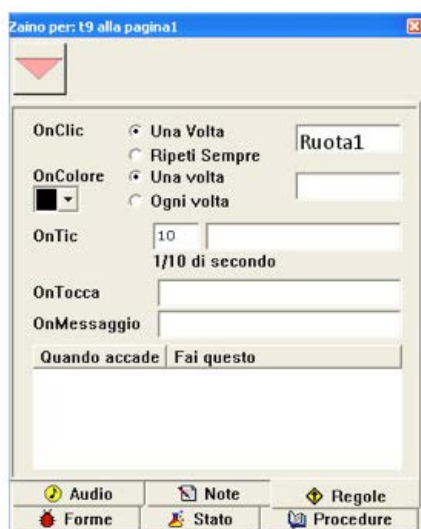 Zaino per: t9 alla pagina1
OnClic Una Volta Ruota1
Ripeti Sempre
OnColore Una volta
Ogni volta
OnTic 10
1/10 di secondo
OnTocca
OnMessaggio
Quando accade Fai questo
Audio Note Regole
Forme Stato Procedure